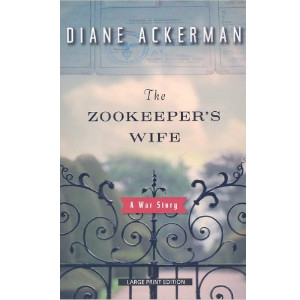 DIANE ACKERMAN
The
ZOOKEEPER'S
WIFE
A War Story
LARGE PRINT EDITION